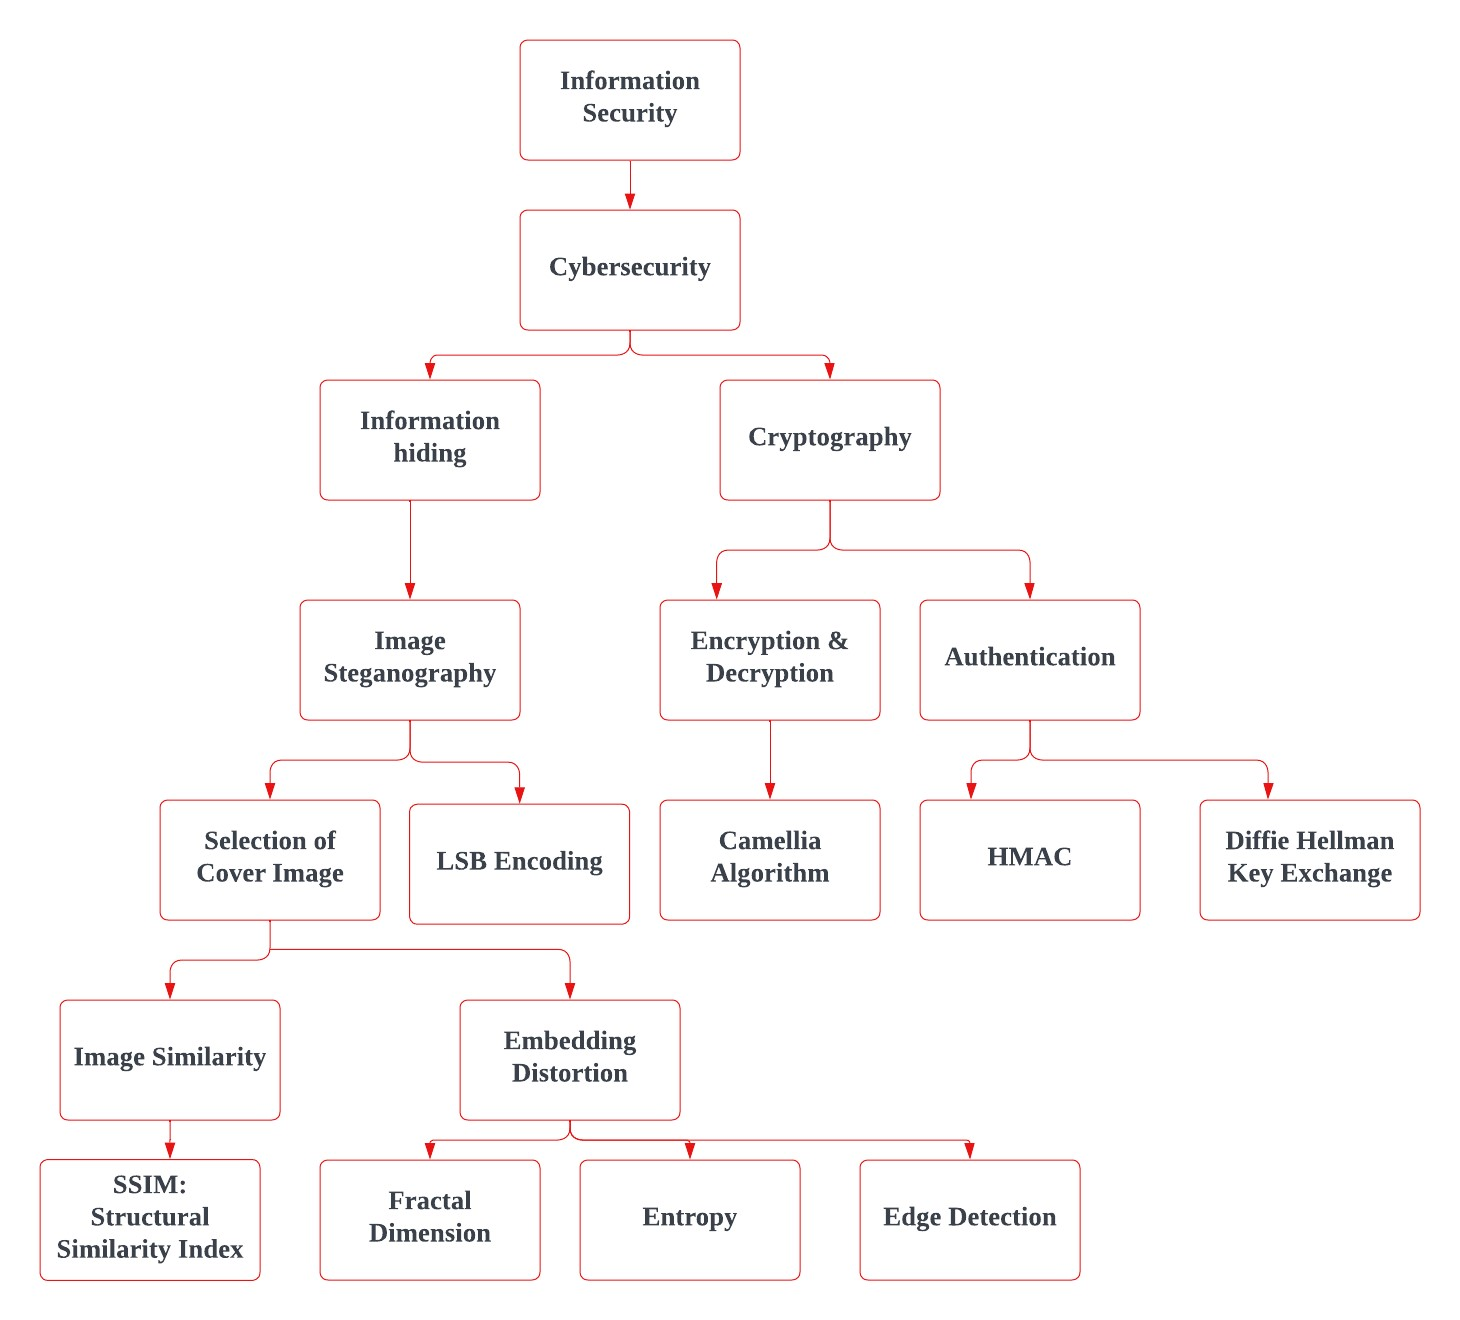 Information
Security
Cybersecurity
Information
hiding
Cryptography
Image
Steganography
Encryption &
Decryption
Authentication
Selection of
Cover Image
LSB Encoding
Camellia
Algorithm
HMAC
Diffie Hellman
Key Exchange
Image Similarity
Embedding
Distortion
SSIM:
Structural
Similarity Index
Fractal
Dimension
Entropy
Edge Detection